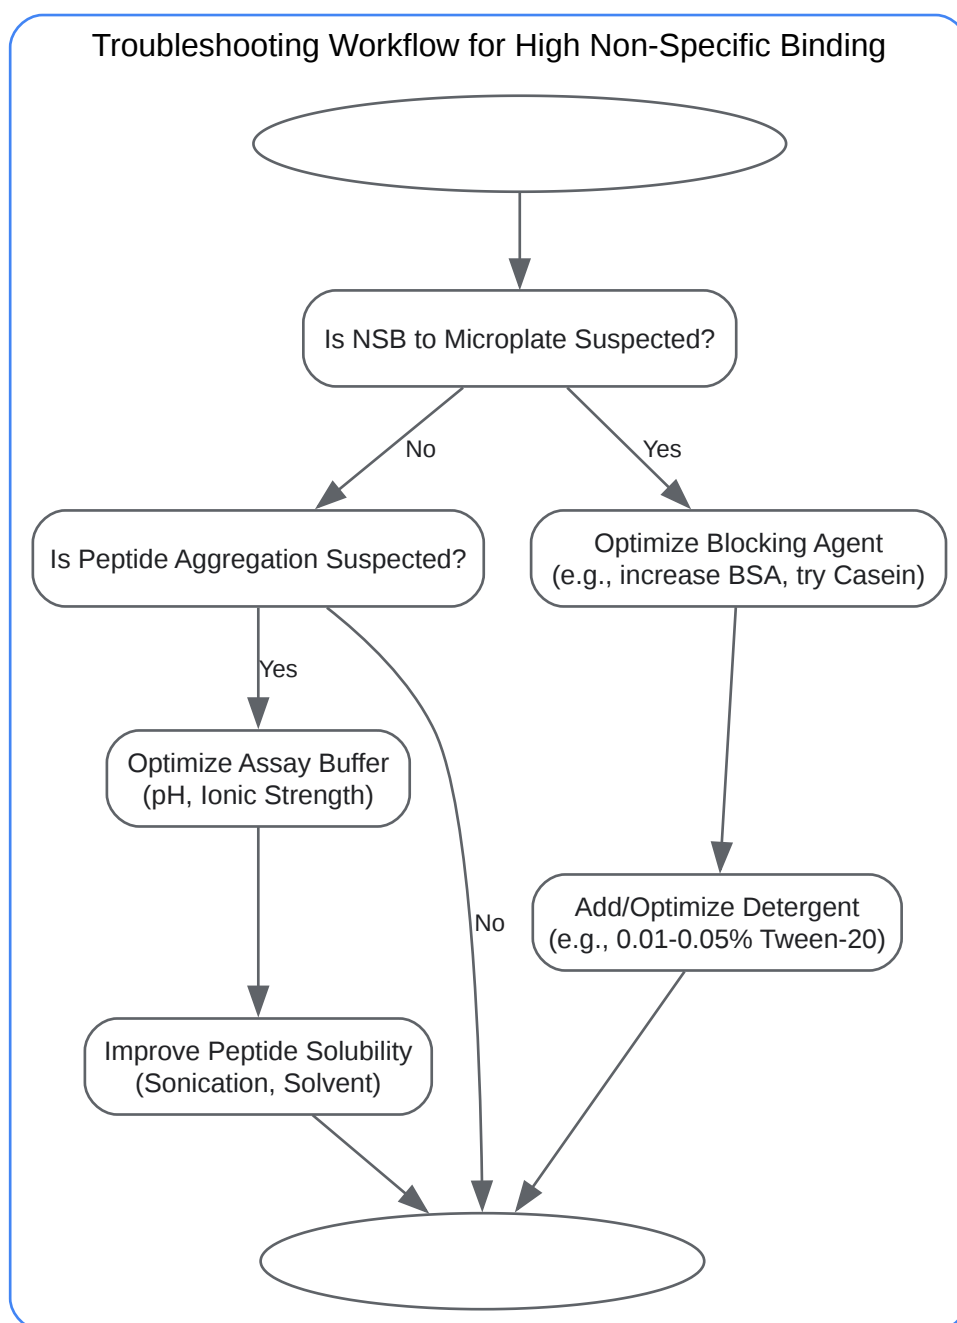 Troubleshooting Workflow for High Non-Specific Binding
Is NSB to Microplate Suspected?
No
Yes
Is Peptide Aggregation Suspected?
Optimize Blocking Agent
(e.g., increase BSA, try Casein)
Yes
Optimize Assay Buffer
(pH, Ionic Strength)
No
Add/Optimize Detergent
(e.g., 0.01-0.05% Tween-20)
Improve Peptide Solubility
(Sonication, Solvent)